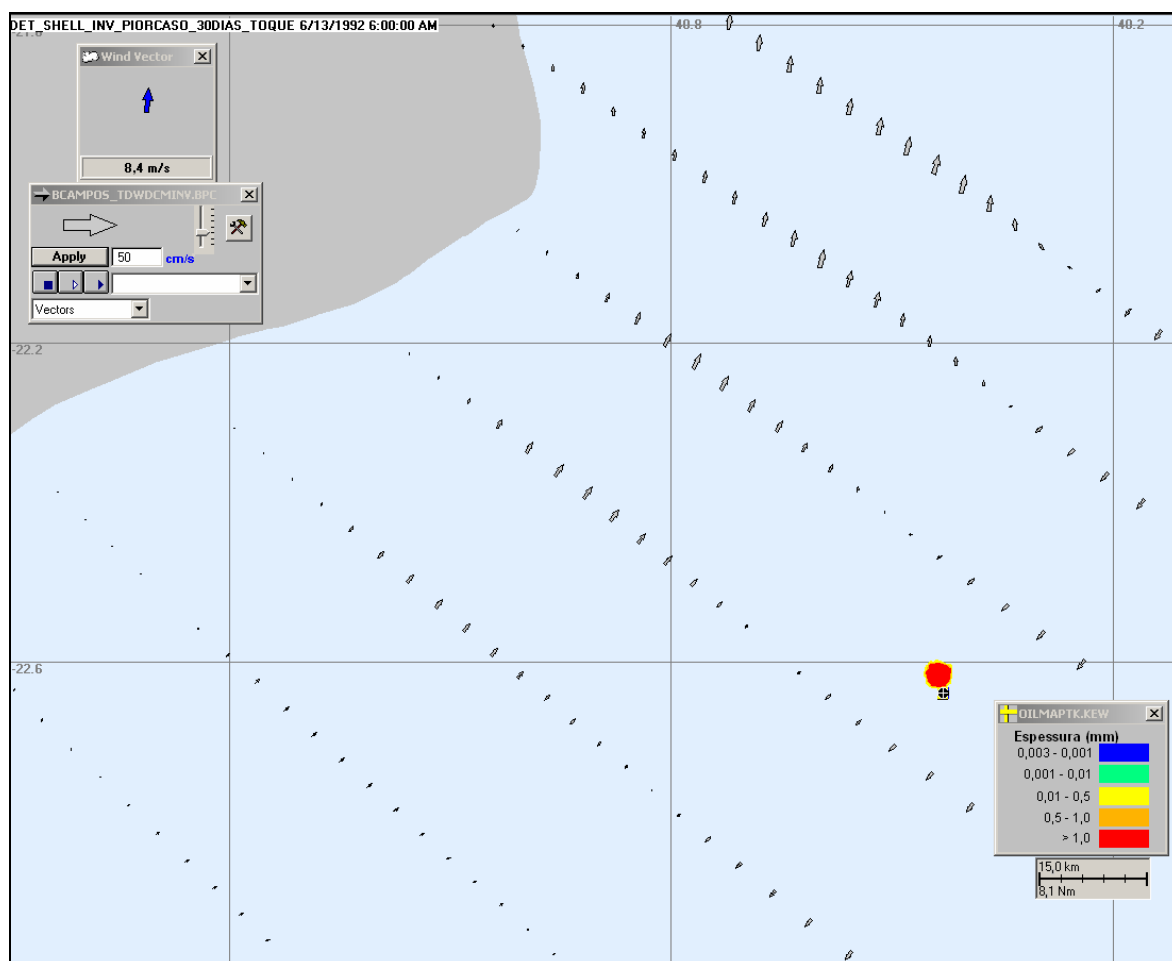 DET_SHELL_INV_PIORCASO_30DIAS_TOQUE 6/13/1992 6:00:00 AM
40.8
40.2
Wind Vector
8,4 m/s
BCAMPOS_TDWDCMINV.BPC
Apply
50
cm/s
Vectors
-22.2
-22.6
OILMAPTK.KEW
Espessura (mm)
0,003 - 0,001
0,001 - 0,01
0,01 - 0,5
0,5 - 1,0
> 1,0
15,0 km
8,1 Nm